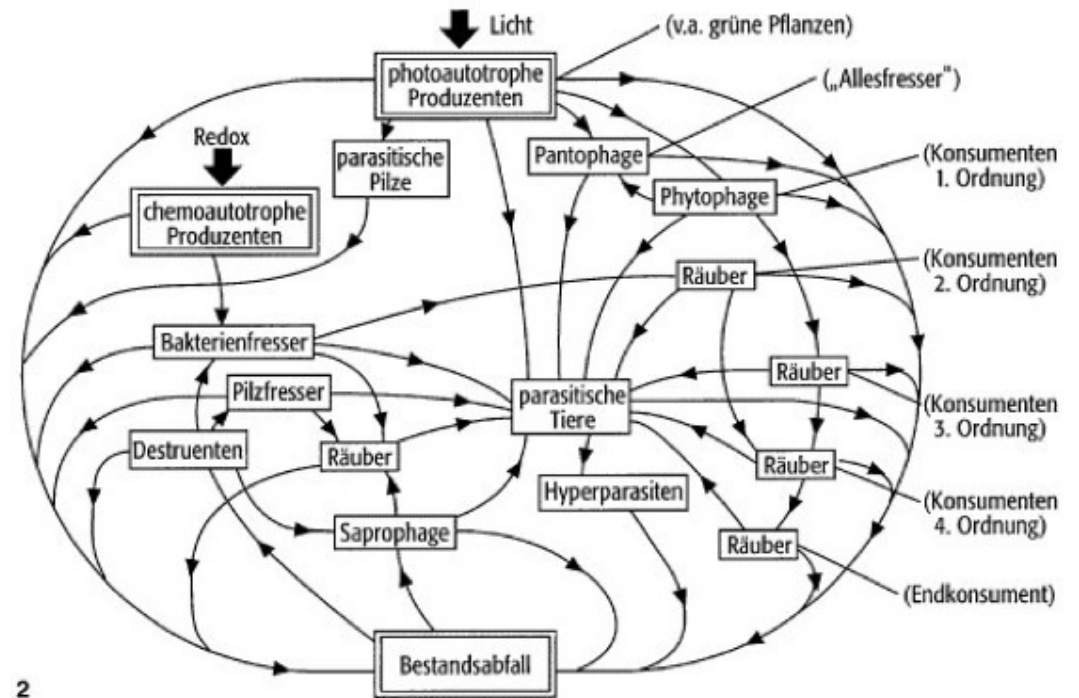 Licht
(v.a. grüne Pflanzen)
photoautotrophe
Produzenten
(„Allesfresser")
Redox
parasitische
Pilze
Pantophage
(Konsumenten
1. Ordnung)
Phytophage
chemoautotrophe
Produzenten
Räuber
(Konsumenten
2. Ordnung)
Bakterienfresser
Pilzfresser
parasitische
Tiere
Räuber
(Konsumenten
3. Ordnung)
Destruenten
Räuber
Räuber
Hyperparasiten
(Konsumenten
4. Ordnung)
Saprophage
Räuber
(Endkonsument)
Bestandsabfall
2